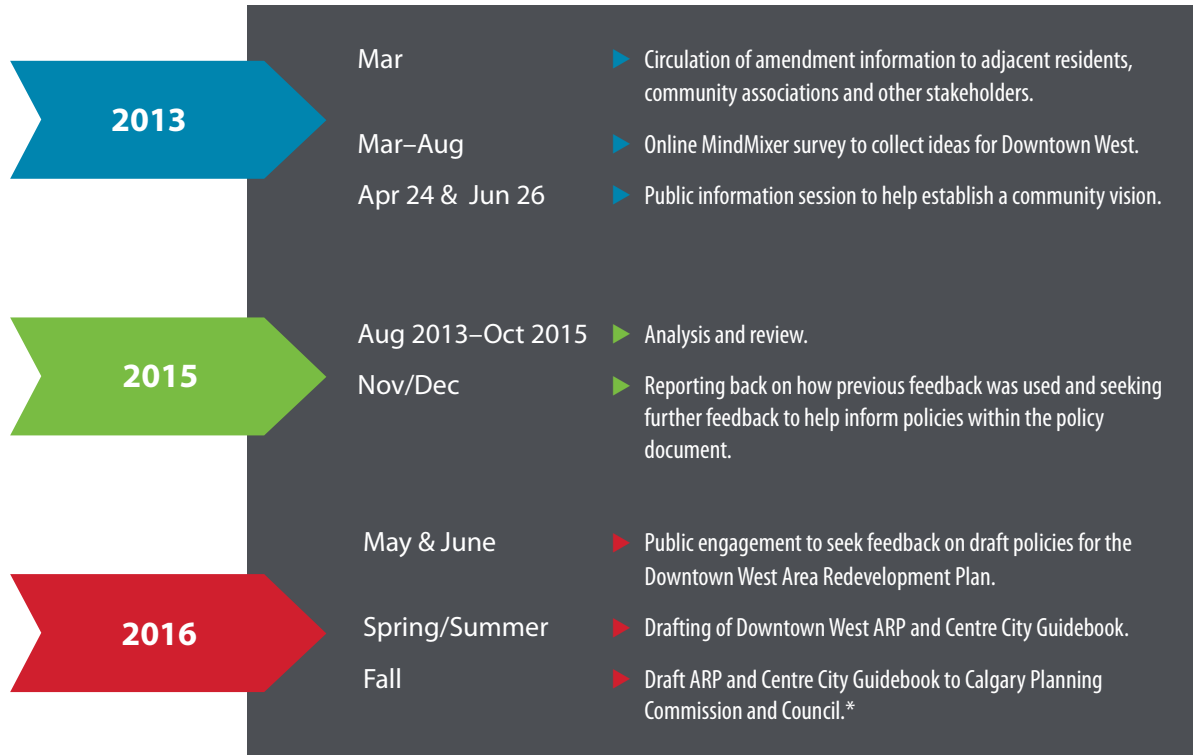 2013
Mar
Circulation of amendment information to adjacent residents,
community associations and other stakeholders.
Mar–Aug
Online MindMixer survey to collect ideas for Downtown West.
Apr 24 & Jun 26
Public information session to help establish a community vision.
2015
Aug 2013–Oct 2015
Analysis and review.
Nov/Dec
Reporting back on how previous feedback was used and seeking
further feedback to help inform policies within the policy
document.
2016
May & June
Public engagement to seek feedback on draft policies for the
Downtown West Area Redevelopment Plan.
Spring/Summer
Drafting of Downtown West ARP and Centre City Guidebook.
Fall
Draft ARP and Centre City Guidebook to Calgary Planning
Commission and Council.*